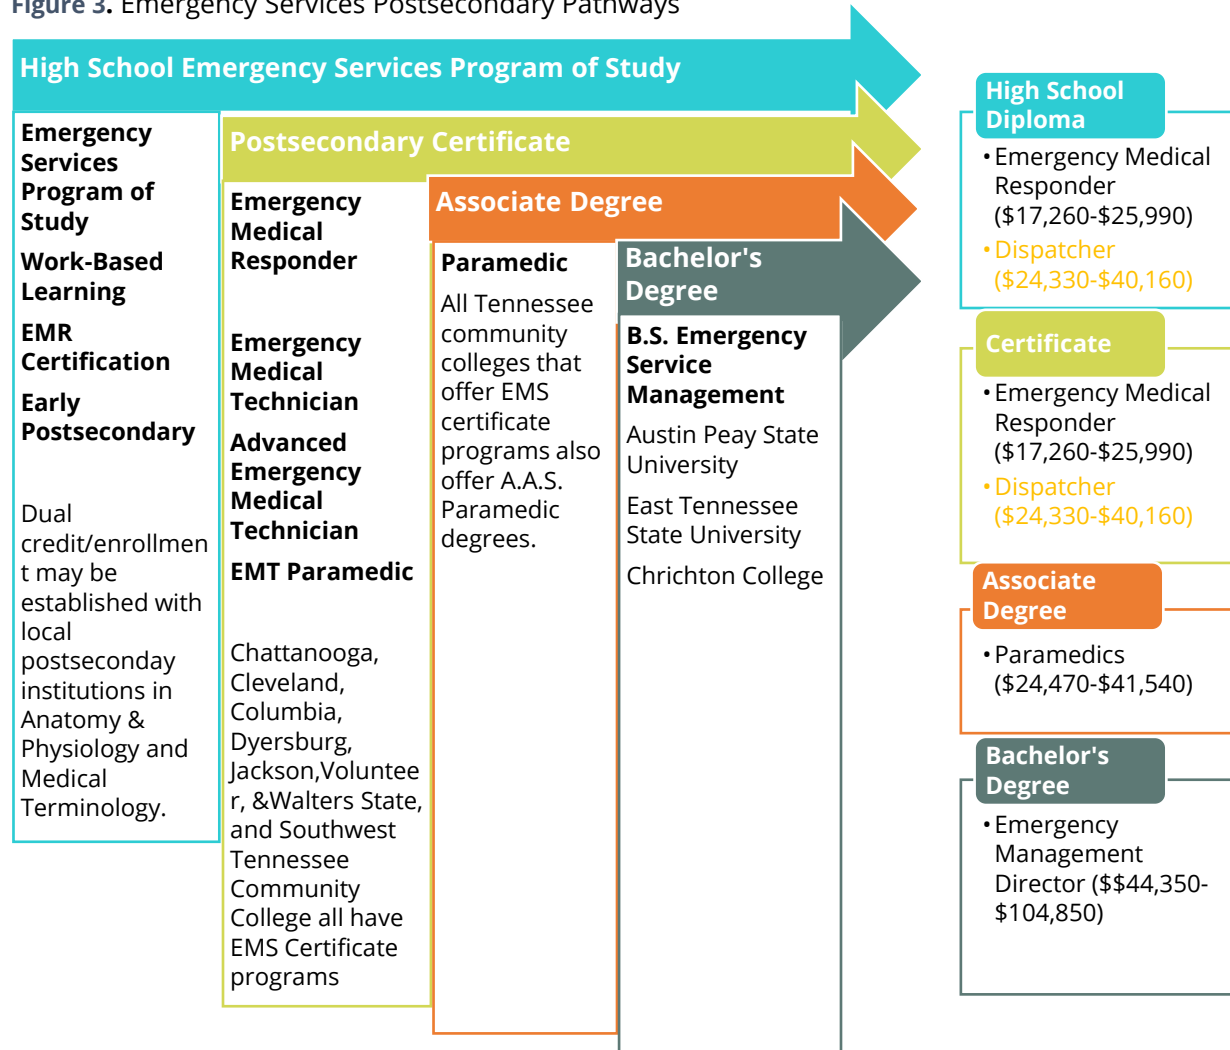 Figure 3. Emergency Services Postsecondary Pathways
High School Emergency Services Program of Study
Emergency
Services
Program of
Study
Work-Based
Learning
EMR
Certification
Early
Postsecondary
Dual
credit/enrollmen
t may be
established with
local
postseconday
institutions in
Anatomy &
Physiology and
Medical
Terminology.
Postsecondary Certificate
Emergency
Medical
Responder
Emergency
Medical
Technician
Advanced
Emergency
Medical
Technician
EMT Paramedic
Chattanooga,
Cleveland,
Columbia,
Dyersburg,
Jackson,Voluntee
r, &Walters State,
and Southwest
Tennessee
Community
College all have
EMS Certificate
programs
Associate Degree
Paramedic
All Tennessee
community
colleges that
offer EMS
certificate
programs also
offer A.A.S.
Paramedic
degrees.
Bachelor's
Degree
B.S. Emergency
Service
Management
Austin Peay State
University
East Tennessee
State University
Chrichton College
High School
Diploma
•Emergency Medical
Responder
($17,260-$25,990)
•Dispatcher
($24,330-$40,160)
Certificate
•Emergency Medical
Responder
($17,260-$25,990)
•Dispatcher
($24,330-$40,160)
Associate
Degree
•Paramedics
($24,470-$41,540)
Bachelor's
Degree
•Emergency
Management
Director ($$44,350-
$104,850)